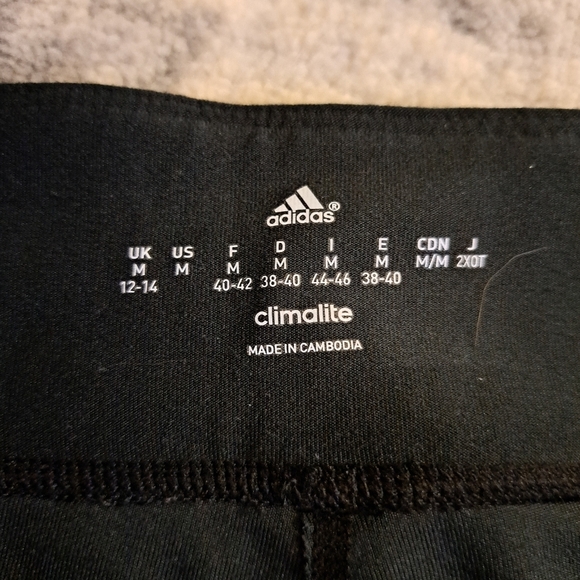 adidas®
UK US F D I E CDN J
M M M M M M M/M 2XOT
12-14 40-42 38-40 44-46 38-40
climalite
MADE IN CAMBODIA